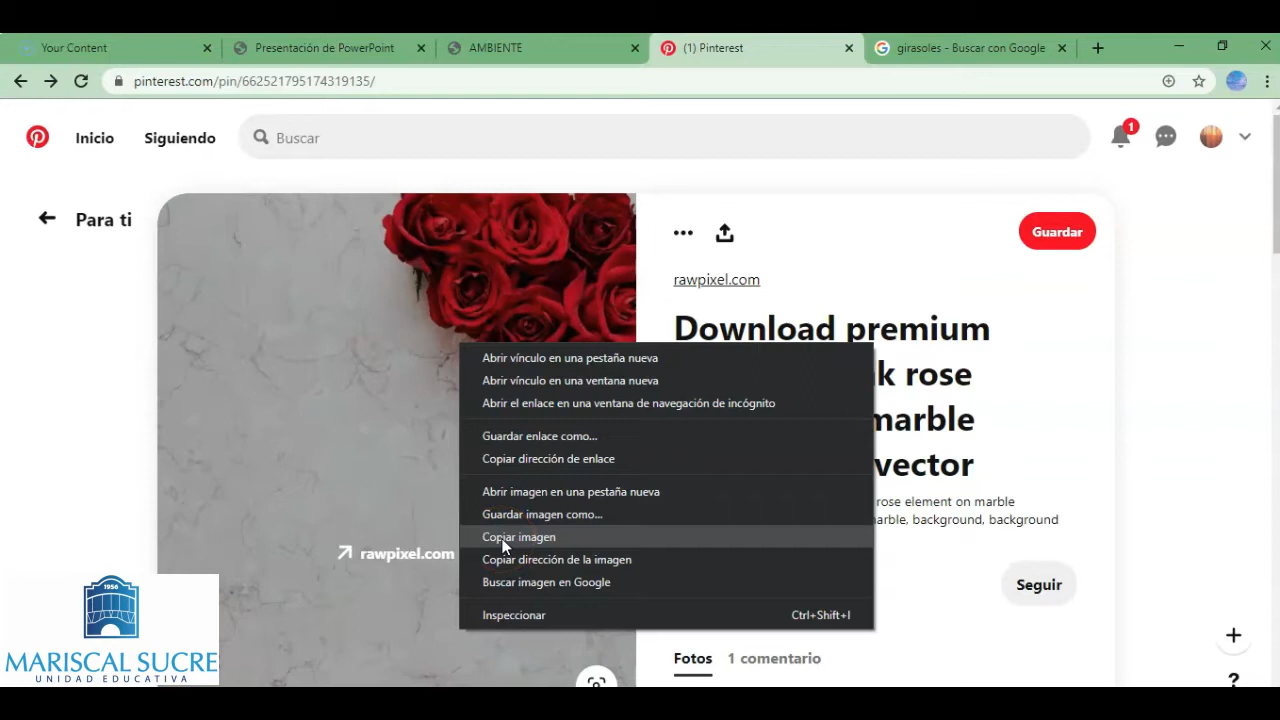 Your Content
Presentación de PowerPoint
AMBIENTE
(1) Pinterest
girasoles - Buscar con Google
pinterest.com/pin/662521795174319135/
Inicio
Siguiendo
Buscar
1
Para ti
Guardar
rawpixel.com
Download premium
k rose
marble
vector
rose element on marble
arble, background, background
Abrir vínculo en una pestaña nueva
Abrir vínculo en una ventana nueva
Abrir el enlace en una ventana de navegación de incógnito
Guardar enlace como...
Copiar dirección de enlace
Abrir imagen en una pestaña nueva
Guardar imagen como...
Copiar imagen
Copiar dirección de la imagen
Buscar imagen en Google
Inspeccionar Ctrl+Shift+I
rawpixel.com
Seguir
Fotos 1 comentario
1956
MARISCAL SUCRE
UNIDAD EDUCATIVA